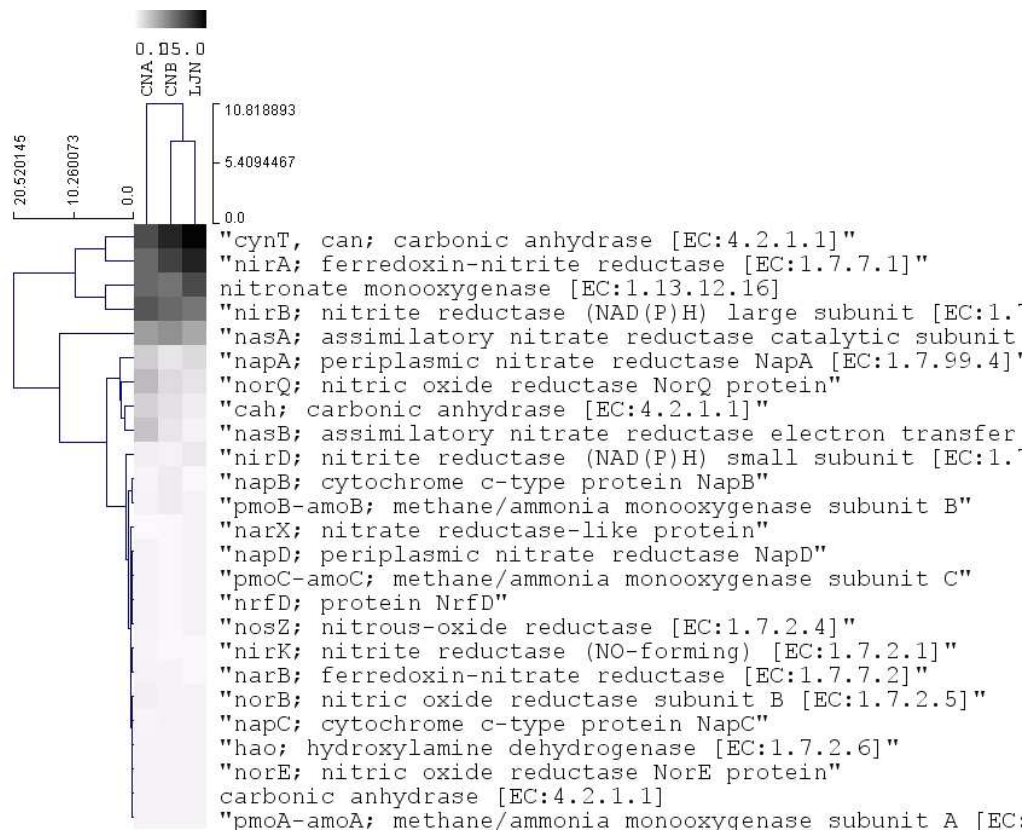 0.0 15.0
CNA CNB LJN
10.818893
5.4094467
0.0
20.520145
10.260073
0.0
"cynT, can; carbonic anhydrase [EC:4.2.1.1]"
"nirA; ferredoxin-nitrite reductase [EC:1.7.7.1]"
nitronate monooxygenase [EC:1.13.12.16]
"nirB; nitrite reductase (NAD(P)H) large subunit [EC:1.
"nasA; assimilatory nitrate reductase catalytic subunit
"napA; periplasmic nitrate reductase NapA [EC:1.7.99.4]"
"norQ; nitric oxide reductase NorQ protein"
"cah; carbonic anhydrase [EC:4.2.1.1]"
"nasB; assimilatory nitrate reductase electron transfer
"nirD; nitrite reductase (NAD(P)H) small subunit [EC:1.
"napB; cytochrome c-type protein NapB"
"pmoB-amoB; methane/ammonia monooxygenase subunit B"
"narX; nitrate reductase-like protein"
"napD; periplasmic nitrate reductase NapD"
"pmoC-amoC; methane/ammonia monooxygenase subunit C"
"nrfD; protein NrfD"
"nosZ; nitrous-oxide reductase [EC:1.7.2.4]"
"nirK; nitrite reductase (NO-forming) [EC:1.7.2.1]"
"narB; ferredoxin-nitrate reductase [EC:1.7.7.2]"
"norB; nitric oxide reductase subunit B [EC:1.7.2.5]"
"napC; cytochrome c-type protein NapC"
"hao; hydroxylamine dehydrogenase [EC:1.7.2.6]"
"norE; nitric oxide reductase NorE protein"
carbonic anhydrase [EC:4.2.1.1]
"pmoA-amoA; methane/ammonia monooxygenase subunit A [EC: